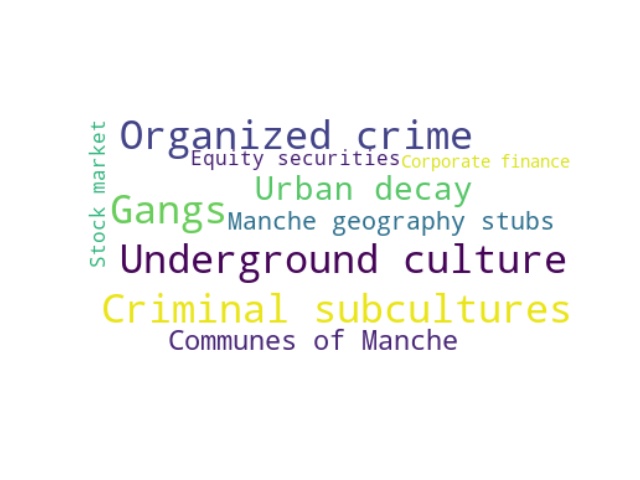 Stock market
Organized crime
Equity securities
Corporate finance
Urban decay
Gangs
Manche geography stubs
Underground culture
Criminal subcultures
Communes of Manche